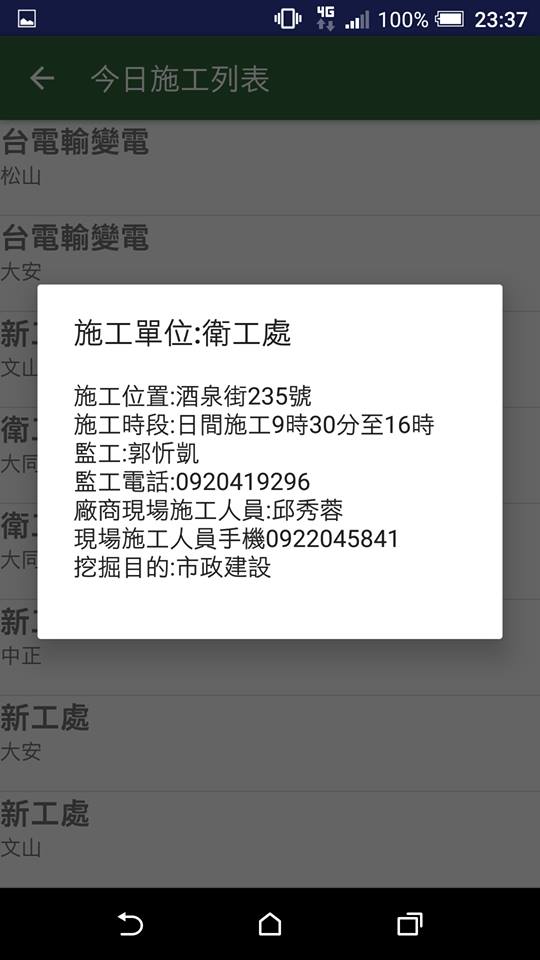 4G 100% 23:37
今日施工列表
台電輸變電
松山
台電輸變電
大安
新工
文山
施工單位:衛工處
施工位置:酒泉街235號
施工時段:日間施工9時30分至16時
監工:郭忻凱
監工電話:0920419296
廠商現場施工人員:邱秀蓉
現場施工人員手機0922045841
挖掘目的:市政建設
衛
大同
衛
大同
新
中正
新工處
大安
新工處
文山